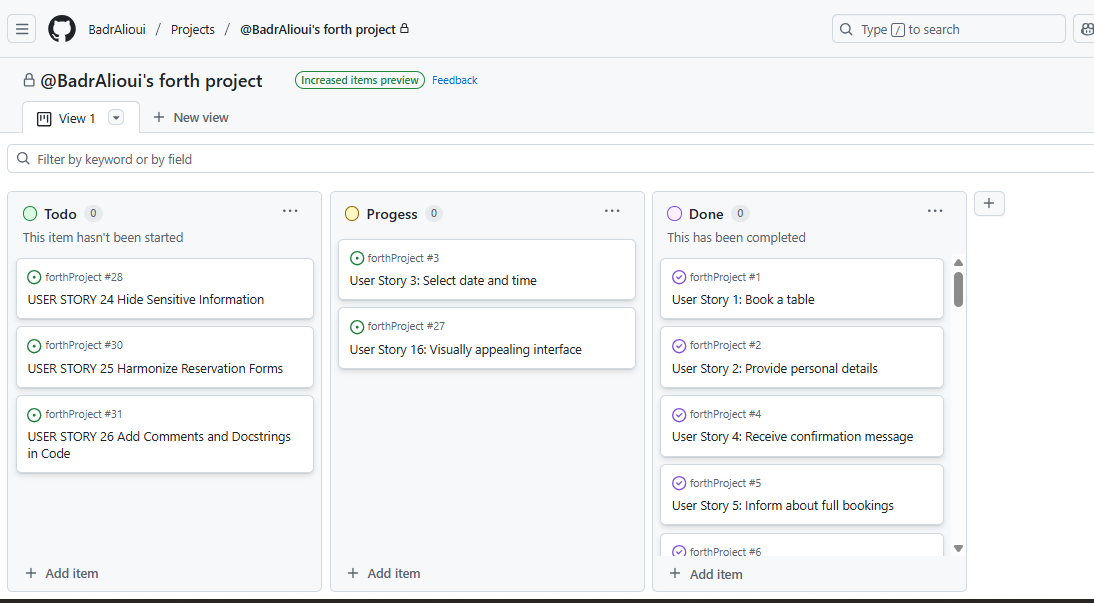 BadrAlioui / Projects / @BadrAlioui's forth project
Type / to search
@BadrAlioui's forth project
Increased items preview
Feedback
View 1
New view
Filter by keyword or by field
Todo 0
This item hasn't been started
forthProject #28
USER STORY 24 Hide Sensitive Information
forthProject #30
USER STORY 25 Harmonize Reservation Forms
forthProject #31
USER STORY 26 Add Comments and Docstrings
in Code
Add item
Progess 0
forthProject #3
User Story 3: Select date and time
forthProject #27
User Story 16: Visually appealing interface
Add item
Done 0
This has been completed
forthProject #1
User Story 1: Book a table
forthProject #2
User Story 2: Provide personal details
forthProject #4
User Story 4: Receive confirmation message
forthProject #5
User Story 5: Inform about full bookings
forthProject #6
Add item